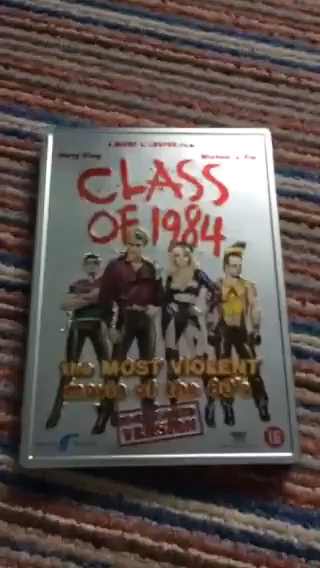 a MARK L. LESTER film
Perry King Michael J. Fox
CLASS
OF 1984
the MOST VIOLENT
movie of the 80's
VERSION
16